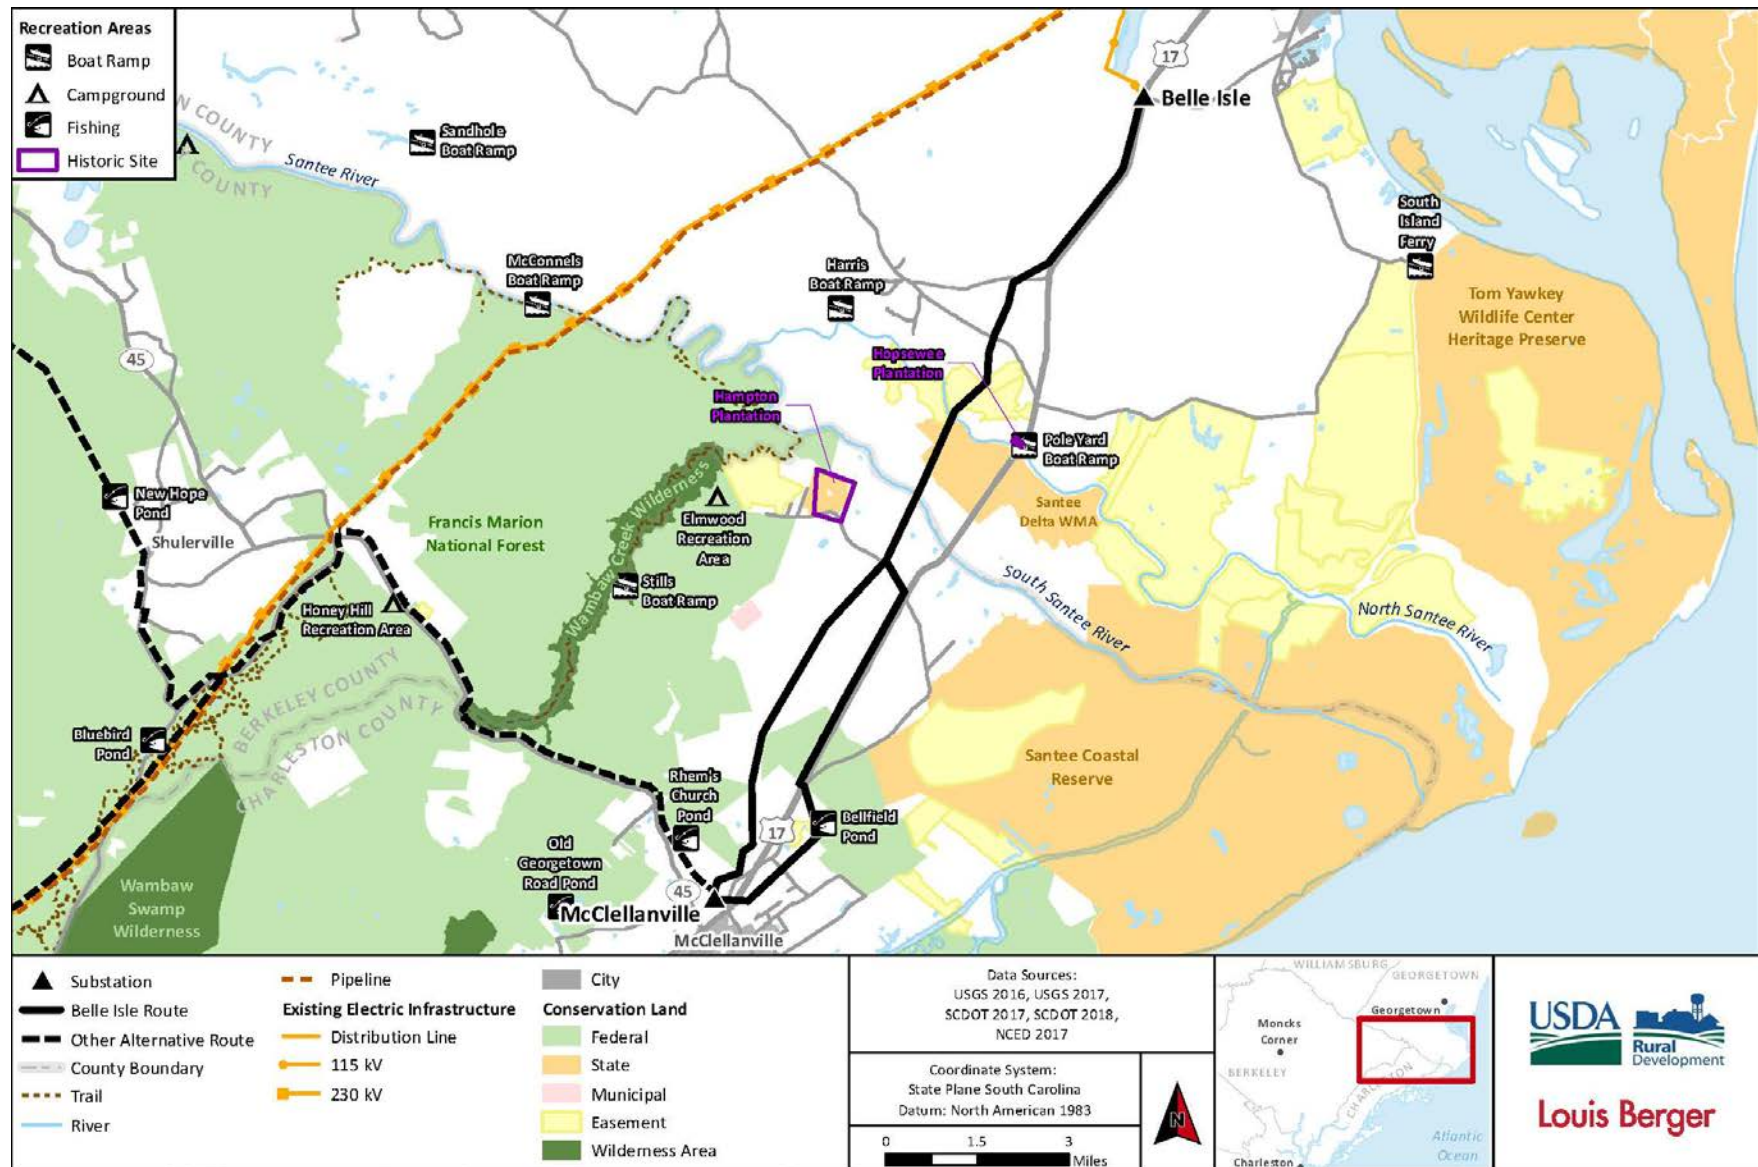 Recreation Areas
Boat Ramp
Campground
Fishing
Historic Site
N COUNTY
COUNTY
Santee River
Sandhole
Boat Ramp
17
Belle Isle
South
Island
Ferry
McConnels
Boat Ramp
Harris
Boat Ramp
Tom Yawkey
Wildlife Center
Heritage Preserve
45
Hopsewee
Plantation
Hampton
Plantation
Pole Yard
Boat Ramp
New Hope
Pond
Shulerville
Francis Marion
National Forest
Wambaw Creek Wilderness
Elmwood
Recreation
Area
Santee
Delta WMA
Stills
Boat Ramp
South Santee River
North Santee River
Honey Hill
Recreation Area
BERKELEY COUNTY
CHARLESTON COUNTY
Bluebird
Pond
Santee Coastal
Reserve
Rhem's
Church
Pond
17
Bellfield
Pond
Old
Georgetown
Road Pond
45
McClellanville
McClellanville
Wambaw
Swamp
Wilderness
Substation
Belle Isle Route
Other Alternative Route
County Boundary
Trail
River
Pipeline
Existing Electric Infrastructure
Distribution Line
115 kV
230 kV
City
Conservation Land
Federal
State
Municipal
Easement
Wilderness Area
Data Sources:
USGS 2016, USGS 2017,
SCDOT 2017, SCDOT 2018,
NCED 2017
Coordinate System:
State Plane South Carolina
Datum: North American 1983
0 1.5 3
Miles
N
WILLIAMSBURG
GEORGETOWN
Georgetown
Moncks
Corner
BERKELEY
CHARLESTON
Atlantic
Ocean
Charleston
USDA
Rural
Development
Louis Berger